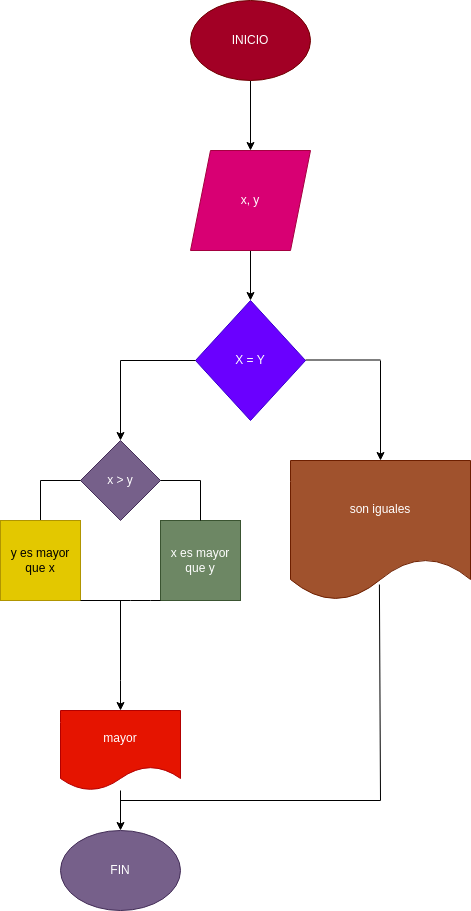 INICIO
x, y
X = Y
x > y
son iguales
y es mayor
que x
x es mayor
que y
mayor
FIN